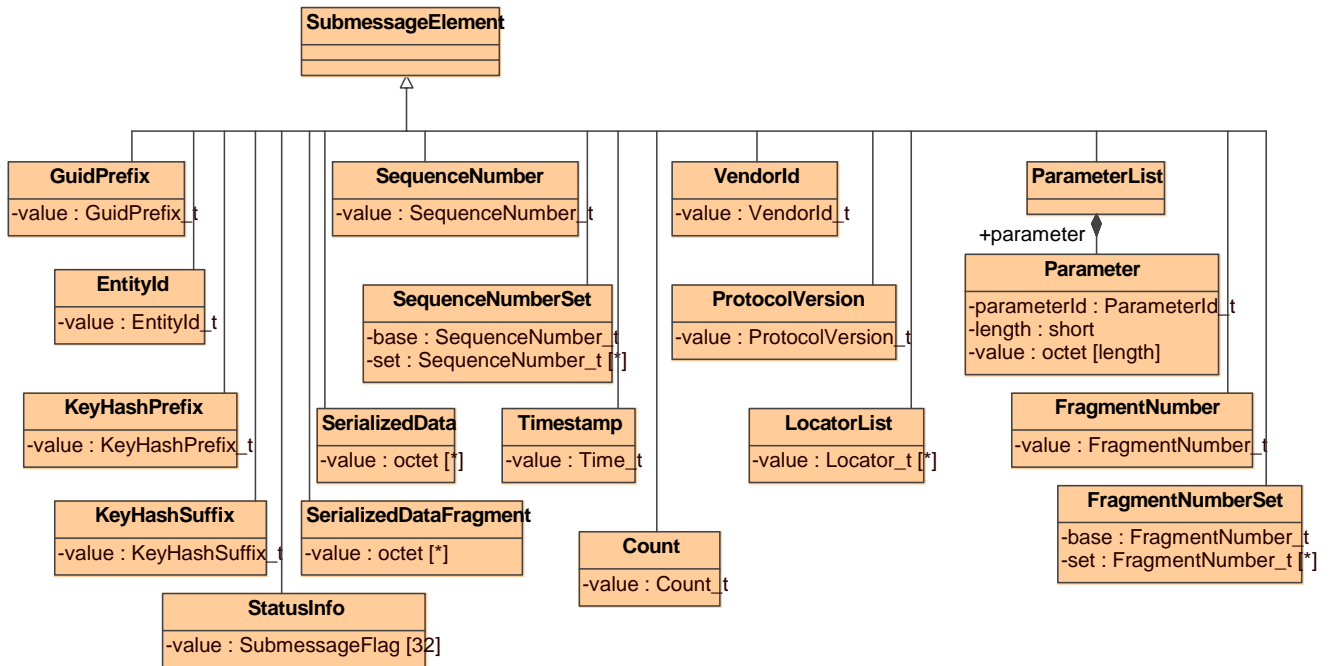 SubmessageElement
GuidPrefix
-value : GuidPrefix_t
SequenceNumber
-value : SequenceNumber_t
VendorId
-value : VendorId_t
ParameterList
+parameter
EntityId
-value : EntityId_t
SequenceNumberSet
-base : SequenceNumber_t
-set : SequenceNumber_t [*]
ProtocolVersion
-value : ProtocolVersion_t
Parameter
-parameterId : ParameterId_t
-length : short
-value : octet [length]
KeyHashPrefix
-value : KeyHashPrefix_t
SerializedData
-value : octet [*]
Timestamp
-value : Time_t
LocatorList
-value : Locator_t [*]
FragmentNumber
-value : FragmentNumber_t
KeyHashSuffix
-value : KeyHashSuffix_t
SerializedDataFragment
-value : octet [*]
Count
-value : Count_t
FragmentNumberSet
-base : FragmentNumber_t
-set : FragmentNumber_t [*]
StatusInfo
-value : SubmessageFlag [32]